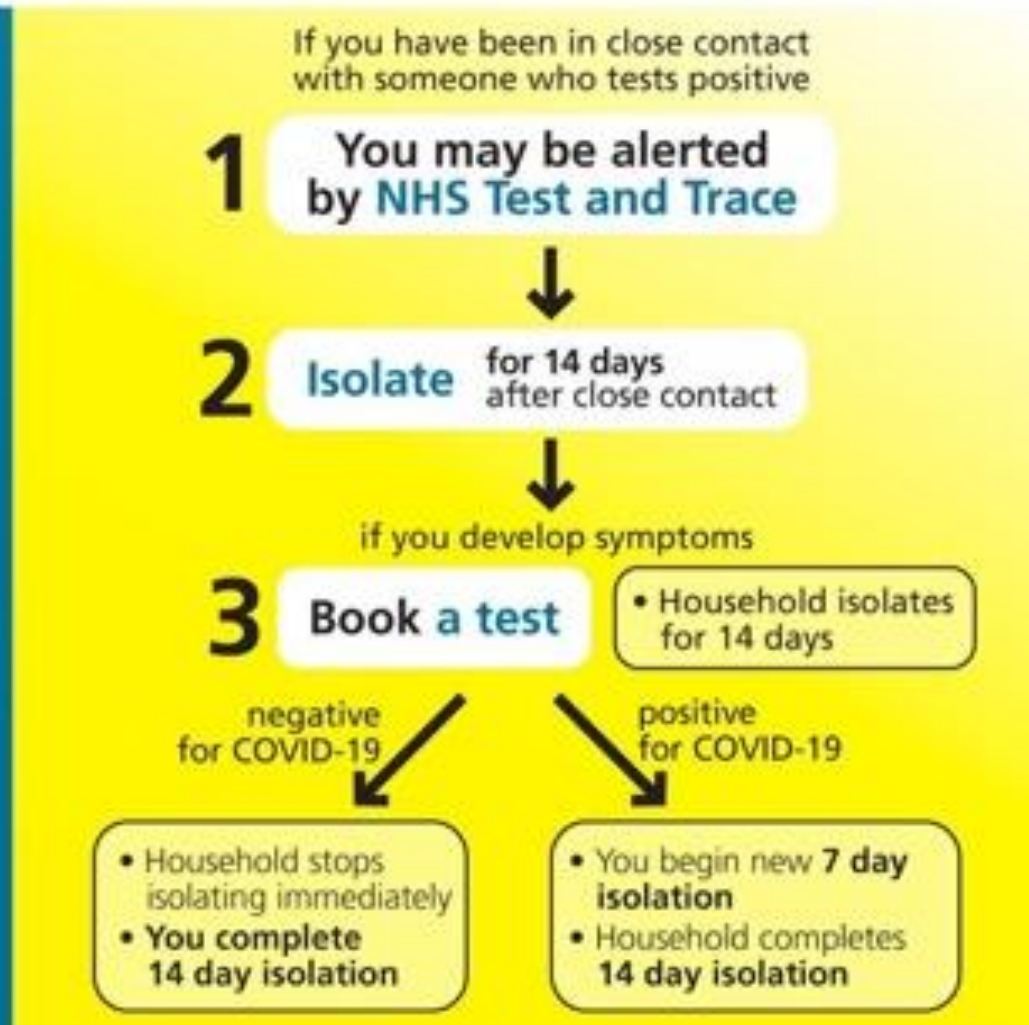 If you have been in close contact
with someone who tests positive
1
You may be alerted
by NHS Test and Trace
2
Isolate
for 14 days
after close contact
if you develop symptoms
3
Book a test
• Household isolates
for 14 days
negative
for COVID-19
positive
for COVID-19
• Household stops
isolating immediately
• You complete
14 day isolation
• You begin new 7 day
isolation
• Household completes
14 day isolation